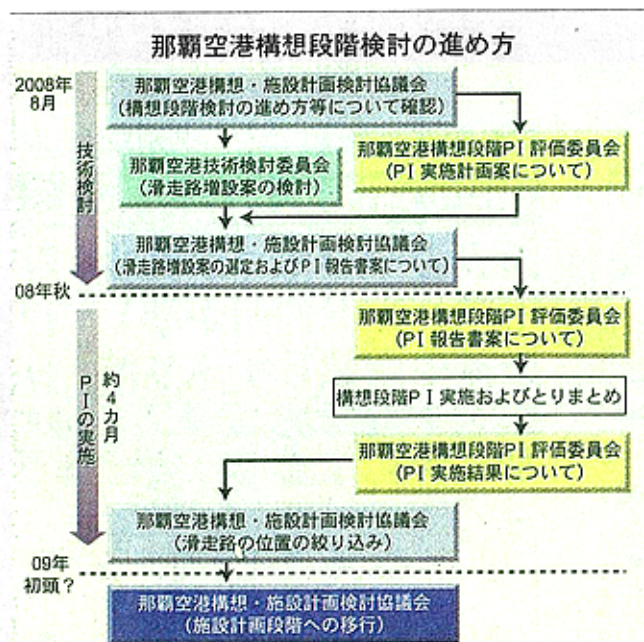 那覇空港構想段階検討の進め方
2008年
8月
技術検討
那覇空港構想・施設計画検討協議会
(構想段階検討の進め方等について確認)
那覇空港技術検討委員会
(滑走路増設案の検討)
那覇空港構想段階PI評価委員会
(PI実施計画案について)
那覇空港構想・施設計画検討協議会
(滑走路増設案の選定およびPI報告書案について)
08年秋
PIの実施
約4カ月
那覇空港構想段階PI評価委員会
(PI報告書案について)
構想段階PI実施およびとりまとめ
那覇空港構想段階PI評価委員会
(PI実施結果について)
那覇空港構想・施設計画検討協議会
(滑走路の位置の絞り込み)
09年
初頭?
那覇空港構想・施設計画検討協議会
(施設計画段階への移行)